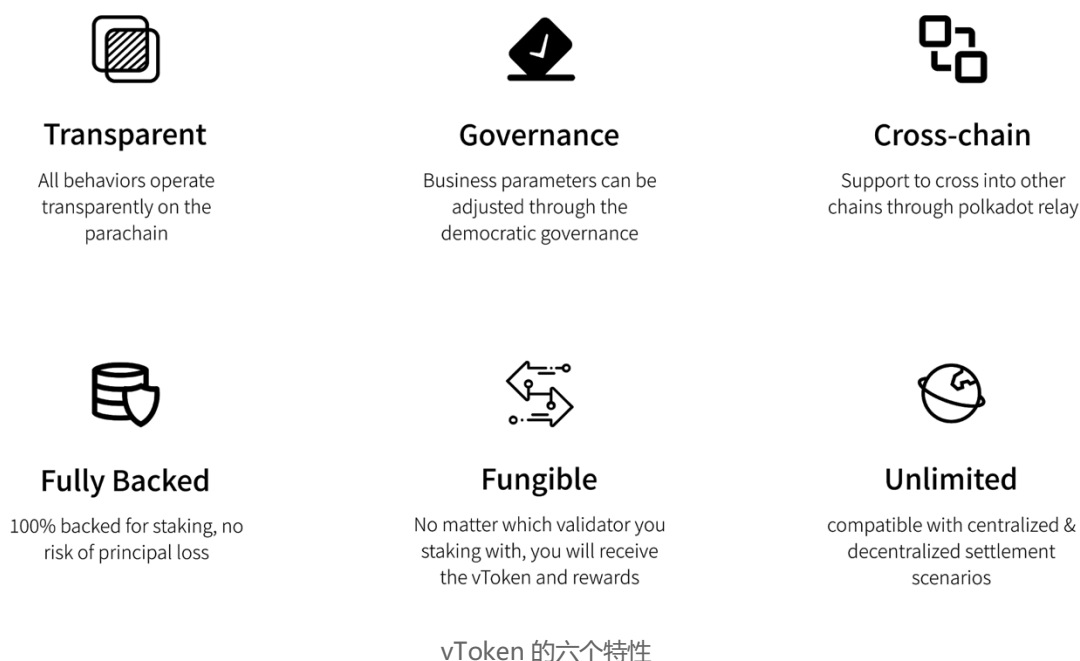 Transparent
All behaviors operate
transparently on the
parachain
Governance
Business parameters can be
adjusted through the
democratic governance
Cross-chain
Support to cross into other
chains through polkadot relay
Fully Backed
100% backed for staking, no
risk of principal loss
Fungible
No matter which validator you
staking with, you will receive
the vToken and rewards
Unlimited
compatible with centralized &
decentralized settlement
scenarios
vToken 的六个特性